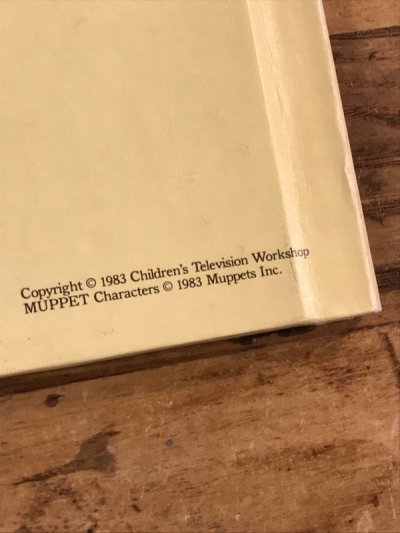 Copyright © 1983 Children's Television Workshop
MUPPET Characters © 1983 Muppets Inc.